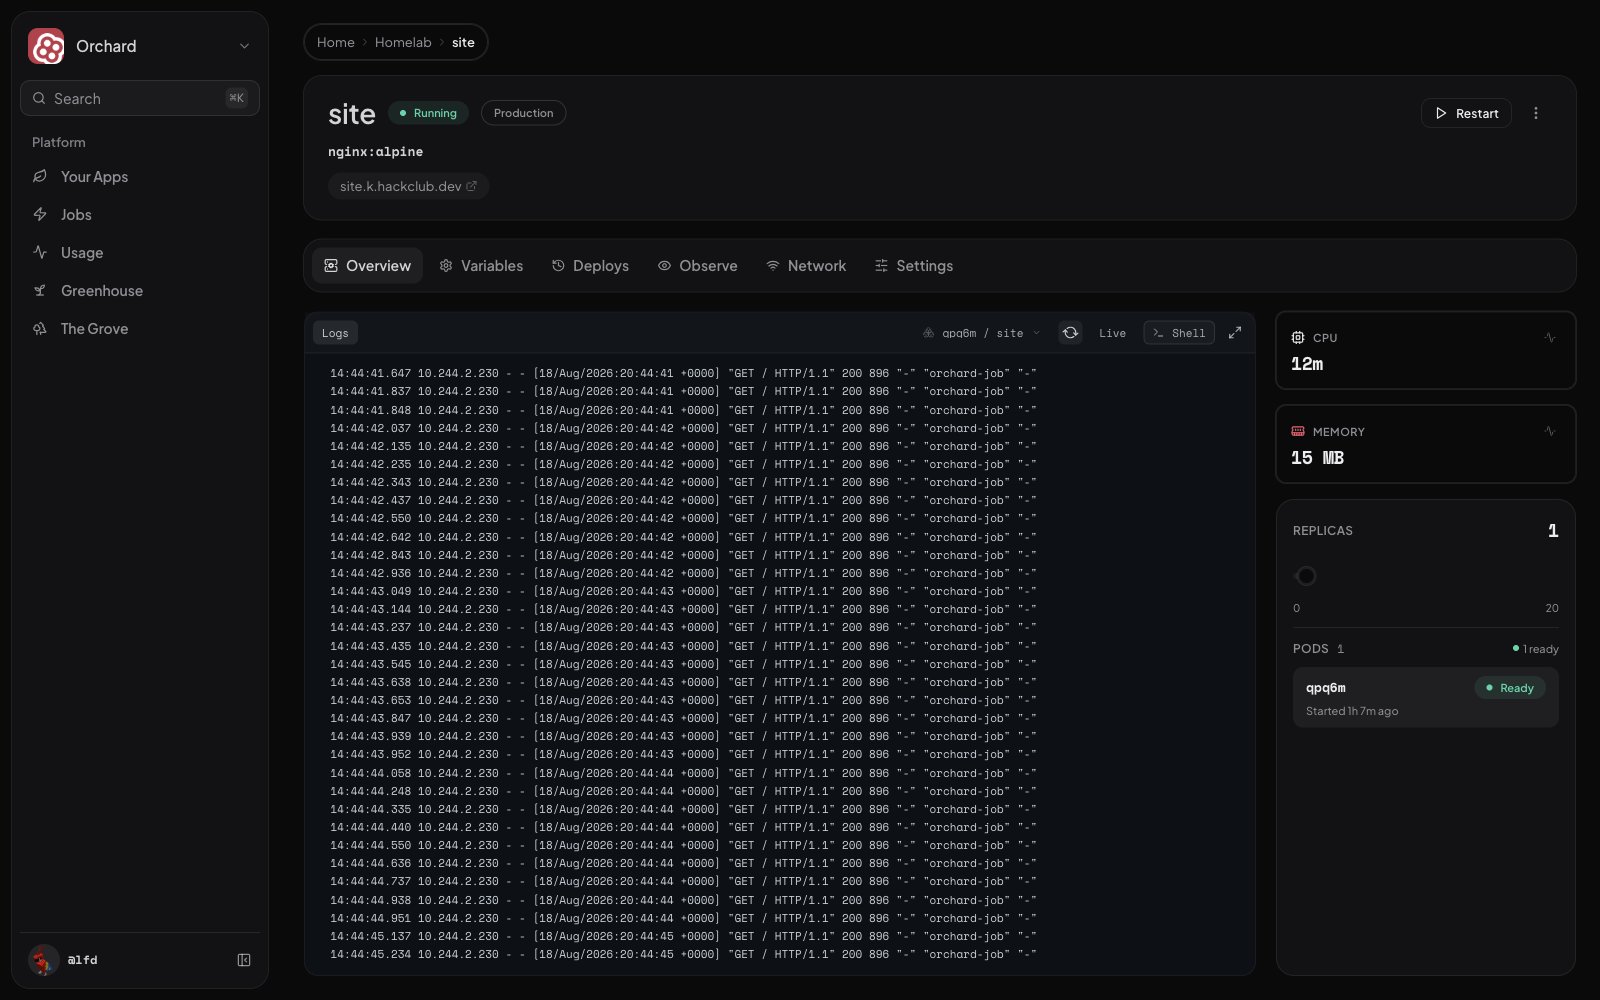 Orchard
Search
⌘K
Platform
Your Apps
Jobs
Usage
Greenhouse
The Grove
@lfd
Home › Homelab › site
site
Running
Production
Restart
nginx:alpine
site.k.hackclub.dev
Overview
Variables
Deploys
Observe
Network
Settings
Logs
qpq6m / site
Live
Shell
14:44:41.647 10.244.2.230 - - [18/Aug/2026:20:44:41 +0000] "GET / HTTP/1.1" 200 896 "-" "orchard-job" "-"
14:44:41.837 10.244.2.230 - - [18/Aug/2026:20:44:41 +0000] "GET / HTTP/1.1" 200 896 "-" "orchard-job" "-"
14:44:41.848 10.244.2.230 - - [18/Aug/2026:20:44:41 +0000] "GET / HTTP/1.1" 200 896 "-" "orchard-job" "-"
14:44:42.037 10.244.2.230 - - [18/Aug/2026:20:44:42 +0000] "GET / HTTP/1.1" 200 896 "-" "orchard-job" "-"
14:44:42.135 10.244.2.230 - - [18/Aug/2026:20:44:42 +0000] "GET / HTTP/1.1" 200 896 "-" "orchard-job" "-"
14:44:42.235 10.244.2.230 - - [18/Aug/2026:20:44:42 +0000] "GET / HTTP/1.1" 200 896 "-" "orchard-job" "-"
14:44:42.343 10.244.2.230 - - [18/Aug/2026:20:44:42 +0000] "GET / HTTP/1.1" 200 896 "-" "orchard-job" "-"
14:44:42.437 10.244.2.230 - - [18/Aug/2026:20:44:42 +0000] "GET / HTTP/1.1" 200 896 "-" "orchard-job" "-"
14:44:42.550 10.244.2.230 - - [18/Aug/2026:20:44:42 +0000] "GET / HTTP/1.1" 200 896 "-" "orchard-job" "-"
14:44:42.642 10.244.2.230 - - [18/Aug/2026:20:44:42 +0000] "GET / HTTP/1.1" 200 896 "-" "orchard-job" "-"
14:44:42.843 10.244.2.230 - - [18/Aug/2026:20:44:42 +0000] "GET / HTTP/1.1" 200 896 "-" "orchard-job" "-"
14:44:42.936 10.244.2.230 - - [18/Aug/2026:20:44:42 +0000] "GET / HTTP/1.1" 200 896 "-" "orchard-job" "-"
14:44:43.049 10.244.2.230 - - [18/Aug/2026:20:44:43 +0000] "GET / HTTP/1.1" 200 896 "-" "orchard-job" "-"
14:44:43.144 10.244.2.230 - - [18/Aug/2026:20:44:43 +0000] "GET / HTTP/1.1" 200 896 "-" "orchard-job" "-"
14:44:43.237 10.244.2.230 - - [18/Aug/2026:20:44:43 +0000] "GET / HTTP/1.1" 200 896 "-" "orchard-job" "-"
14:44:43.435 10.244.2.230 - - [18/Aug/2026:20:44:43 +0000] "GET / HTTP/1.1" 200 896 "-" "orchard-job" "-"
14:44:43.545 10.244.2.230 - - [18/Aug/2026:20:44:43 +0000] "GET / HTTP/1.1" 200 896 "-" "orchard-job" "-"
14:44:43.638 10.244.2.230 - - [18/Aug/2026:20:44:43 +0000] "GET / HTTP/1.1" 200 896 "-" "orchard-job" "-"
14:44:43.653 10.244.2.230 - - [18/Aug/2026:20:44:43 +0000] "GET / HTTP/1.1" 200 896 "-" "orchard-job" "-"
14:44:43.847 10.244.2.230 - - [18/Aug/2026:20:44:43 +0000] "GET / HTTP/1.1" 200 896 "-" "orchard-job" "-"
14:44:43.939 10.244.2.230 - - [18/Aug/2026:20:44:43 +0000] "GET / HTTP/1.1" 200 896 "-" "orchard-job" "-"
14:44:43.952 10.244.2.230 - - [18/Aug/2026:20:44:43 +0000] "GET / HTTP/1.1" 200 896 "-" "orchard-job" "-"
14:44:44.058 10.244.2.230 - - [18/Aug/2026:20:44:44 +0000] "GET / HTTP/1.1" 200 896 "-" "orchard-job" "-"
14:44:44.248 10.244.2.230 - - [18/Aug/2026:20:44:44 +0000] "GET / HTTP/1.1" 200 896 "-" "orchard-job" "-"
14:44:44.335 10.244.2.230 - - [18/Aug/2026:20:44:44 +0000] "GET / HTTP/1.1" 200 896 "-" "orchard-job" "-"
14:44:44.440 10.244.2.230 - - [18/Aug/2026:20:44:44 +0000] "GET / HTTP/1.1" 200 896 "-" "orchard-job" "-"
14:44:44.550 10.244.2.230 - - [18/Aug/2026:20:44:44 +0000] "GET / HTTP/1.1" 200 896 "-" "orchard-job" "-"
14:44:44.636 10.244.2.230 - - [18/Aug/2026:20:44:44 +0000] "GET / HTTP/1.1" 200 896 "-" "orchard-job" "-"
14:44:44.737 10.244.2.230 - - [18/Aug/2026:20:44:44 +0000] "GET / HTTP/1.1" 200 896 "-" "orchard-job" "-"
14:44:44.938 10.244.2.230 - - [18/Aug/2026:20:44:44 +0000] "GET / HTTP/1.1" 200 896 "-" "orchard-job" "-"
14:44:44.951 10.244.2.230 - - [18/Aug/2026:20:44:44 +0000] "GET / HTTP/1.1" 200 896 "-" "orchard-job" "-"
14:44:45.137 10.244.2.230 - - [18/Aug/2026:20:44:45 +0000] "GET / HTTP/1.1" 200 896 "-" "orchard-job" "-"
14:44:45.234 10.244.2.230 - - [18/Aug/2026:20:44:45 +0000] "GET / HTTP/1.1" 200 896 "-" "orchard-job" "-"
CPU
12m
MEMORY
15 MB
REPLICAS 1
0 20
PODS 1
1 ready
qpq6m
Ready
Started 1h 7m ago